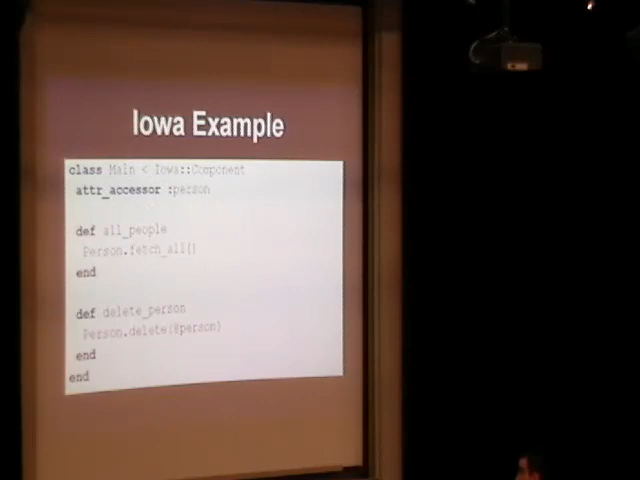 Iowa Example
class Main < Iowa::Component
attr_accessor :person
def all_people
Person.fetch_all()
end
def delete_person
Person.delete(@person)
end
end